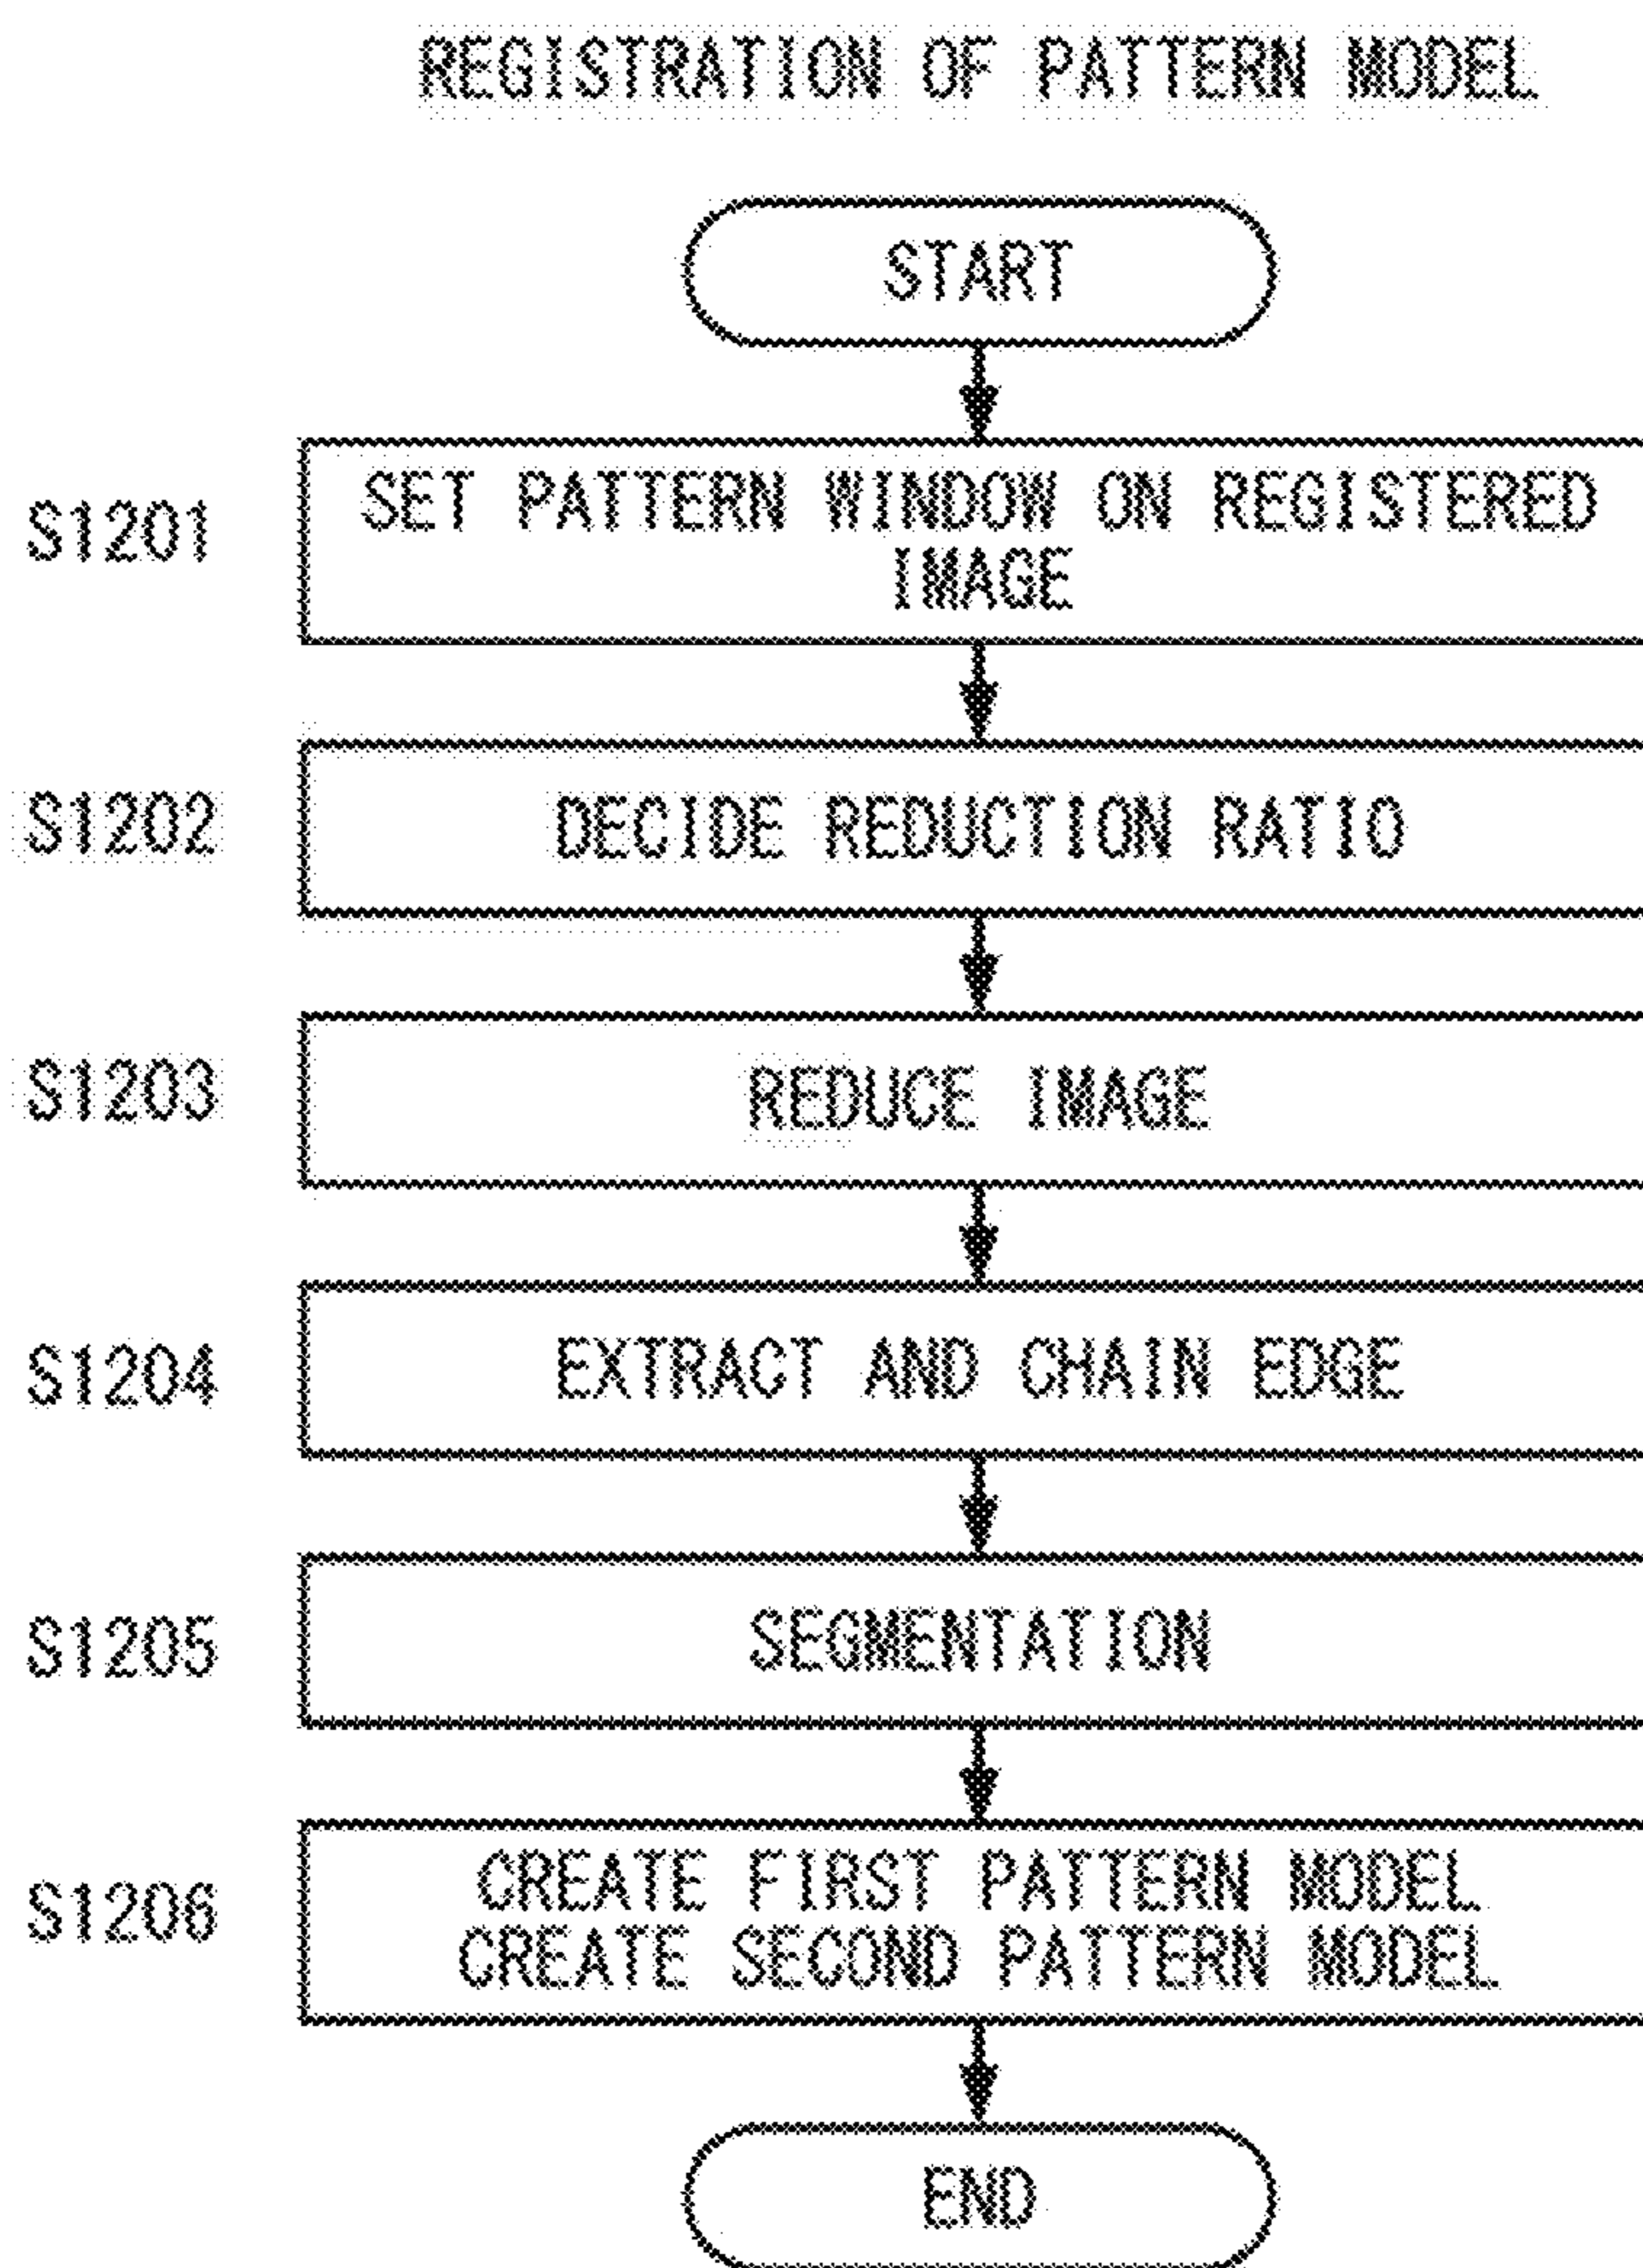 REGISTRATION OF PATTERN MODEL
START
S1201
SET PATTERN WINDOW ON REGISTERED
IMAGE
S1202
DECIDE REDUCTION RATIO
S1203
REDUCE IMAGE
S1204
EXTRACT AND CHAIN EDGE
S1205
SEGMENTATION
S1206
CREATE FIRST PATTERN MODEL
CREATE SECOND PATTERN MODEL
END